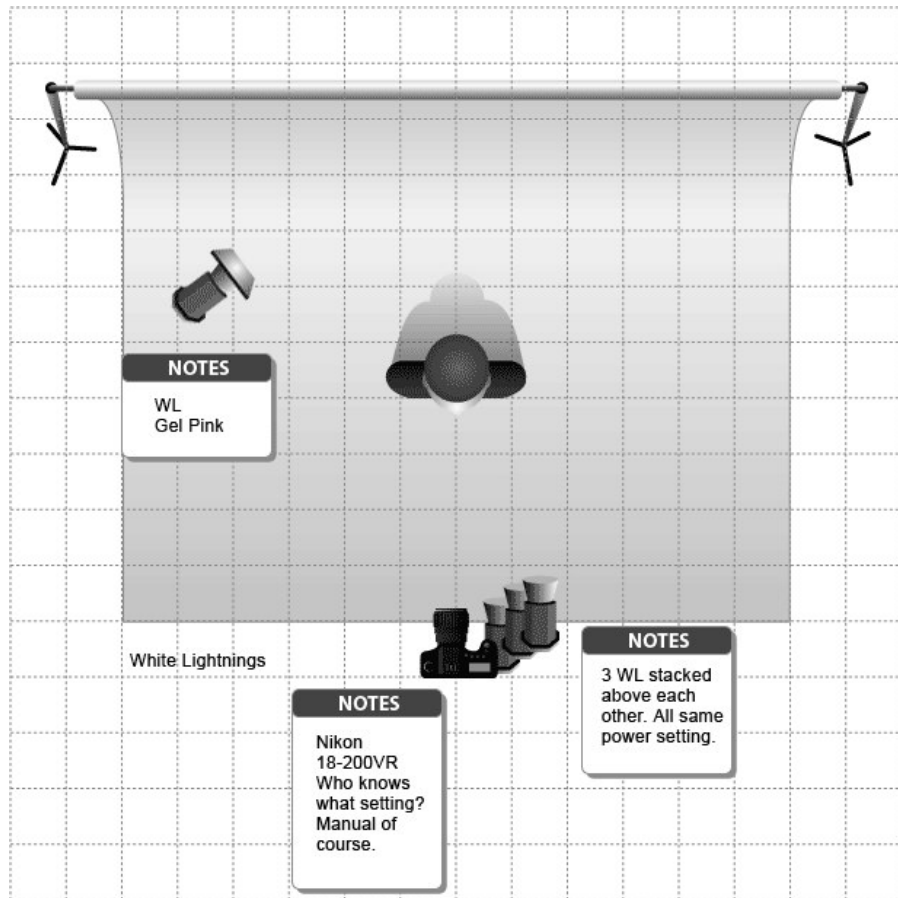 NOTES
WL
Gel Pink
White Lightnings
NOTES
Nikon
18-200VR
Who knows
what setting?
Manual of
course.
NOTES
3 WL stacked
above each
other. All same
power setting.